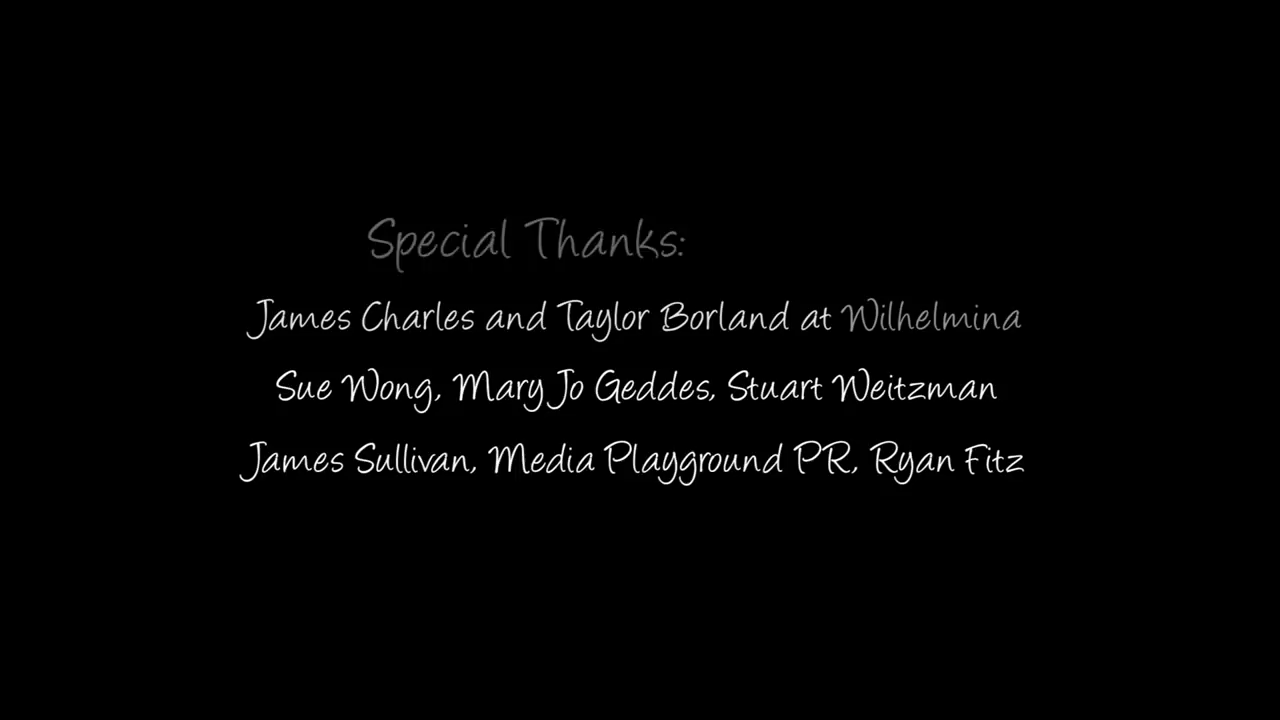 Special Thanks:
James Charles and Taylor Borland at Wilhelmina
Sue Wong, Mary Jo Geddes, Stuart Weitzman
James Sullivan, Media Playground PR, Ryan Fitz